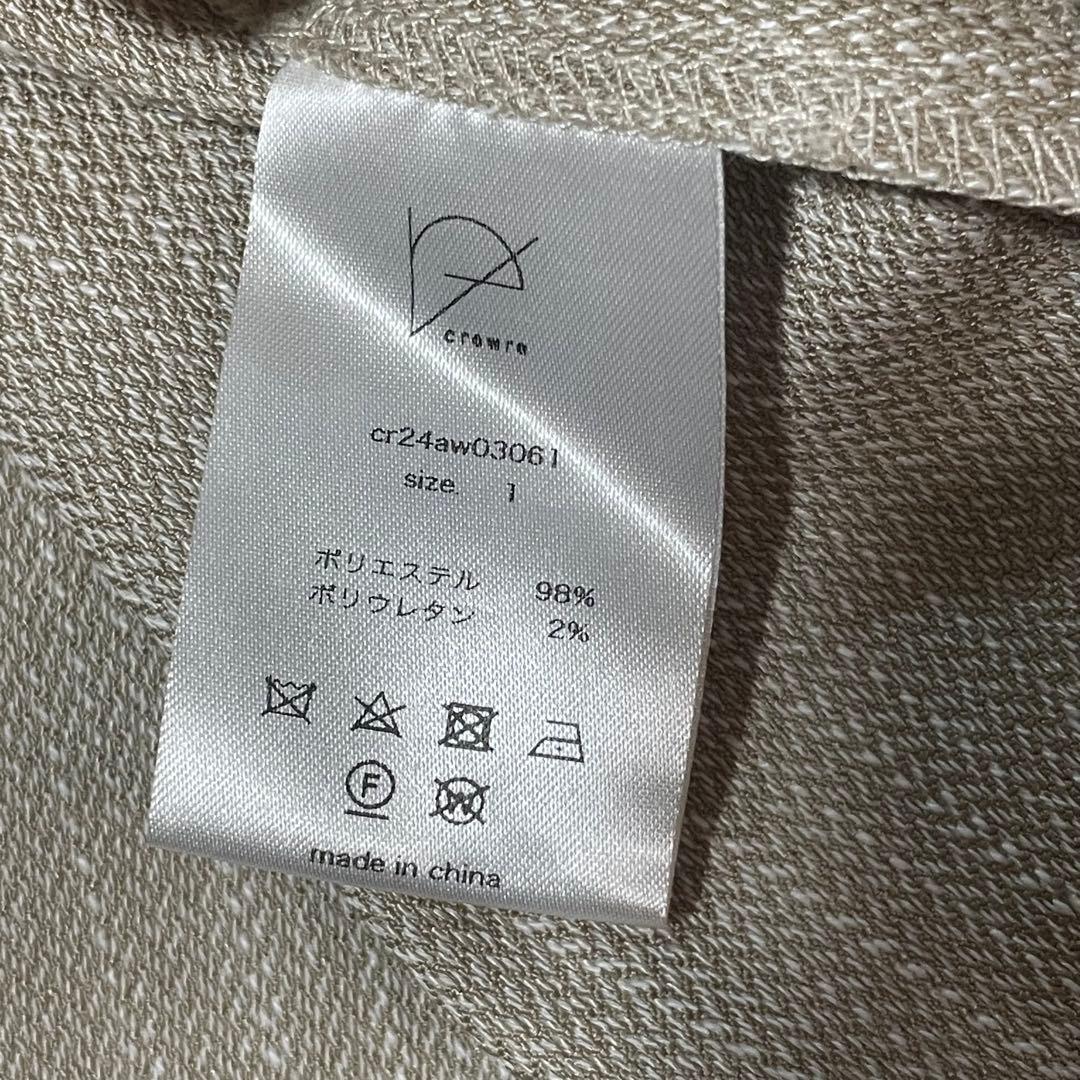 crowra
cr24aw03061
size. 1
ポリエステル 98%
ポリウレタン 2%
F
W
made in china